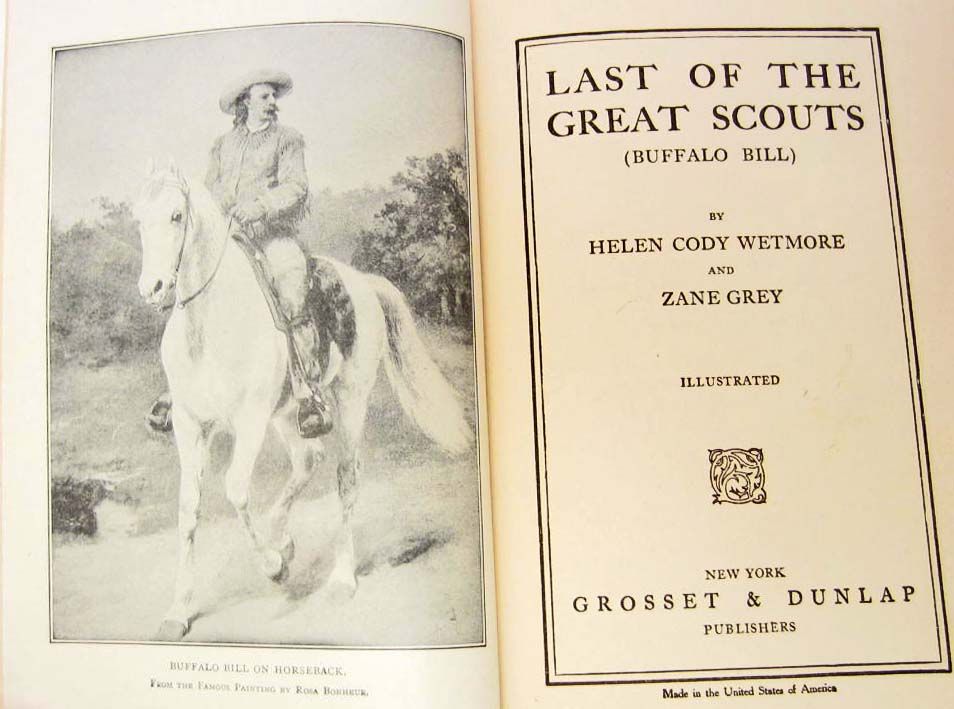 BUFFALO BILL ON HORSEBACK.
FROM THE FAMOUS PAINTING BY ROSA BONHEUR.
LAST OF THE
GREAT SCOUTS
(BUFFALO BILL)
BY
HELEN CODY WETMORE
AND
ZANE GREY
ILLUSTRATED
NEW YORK
GROSSET & DUNLAP
PUBLISHERS
Made in the United States of America